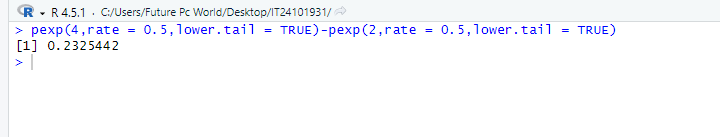 R R 4.5.1 · C:/Users/Future Pc World/Desktop/IT24101931/
> pexp(4,rate = 0.5,lower.tail = TRUE)-pexp(2,rate = 0.5,lower.tail = TRUE)
[1] 0.2325442
>